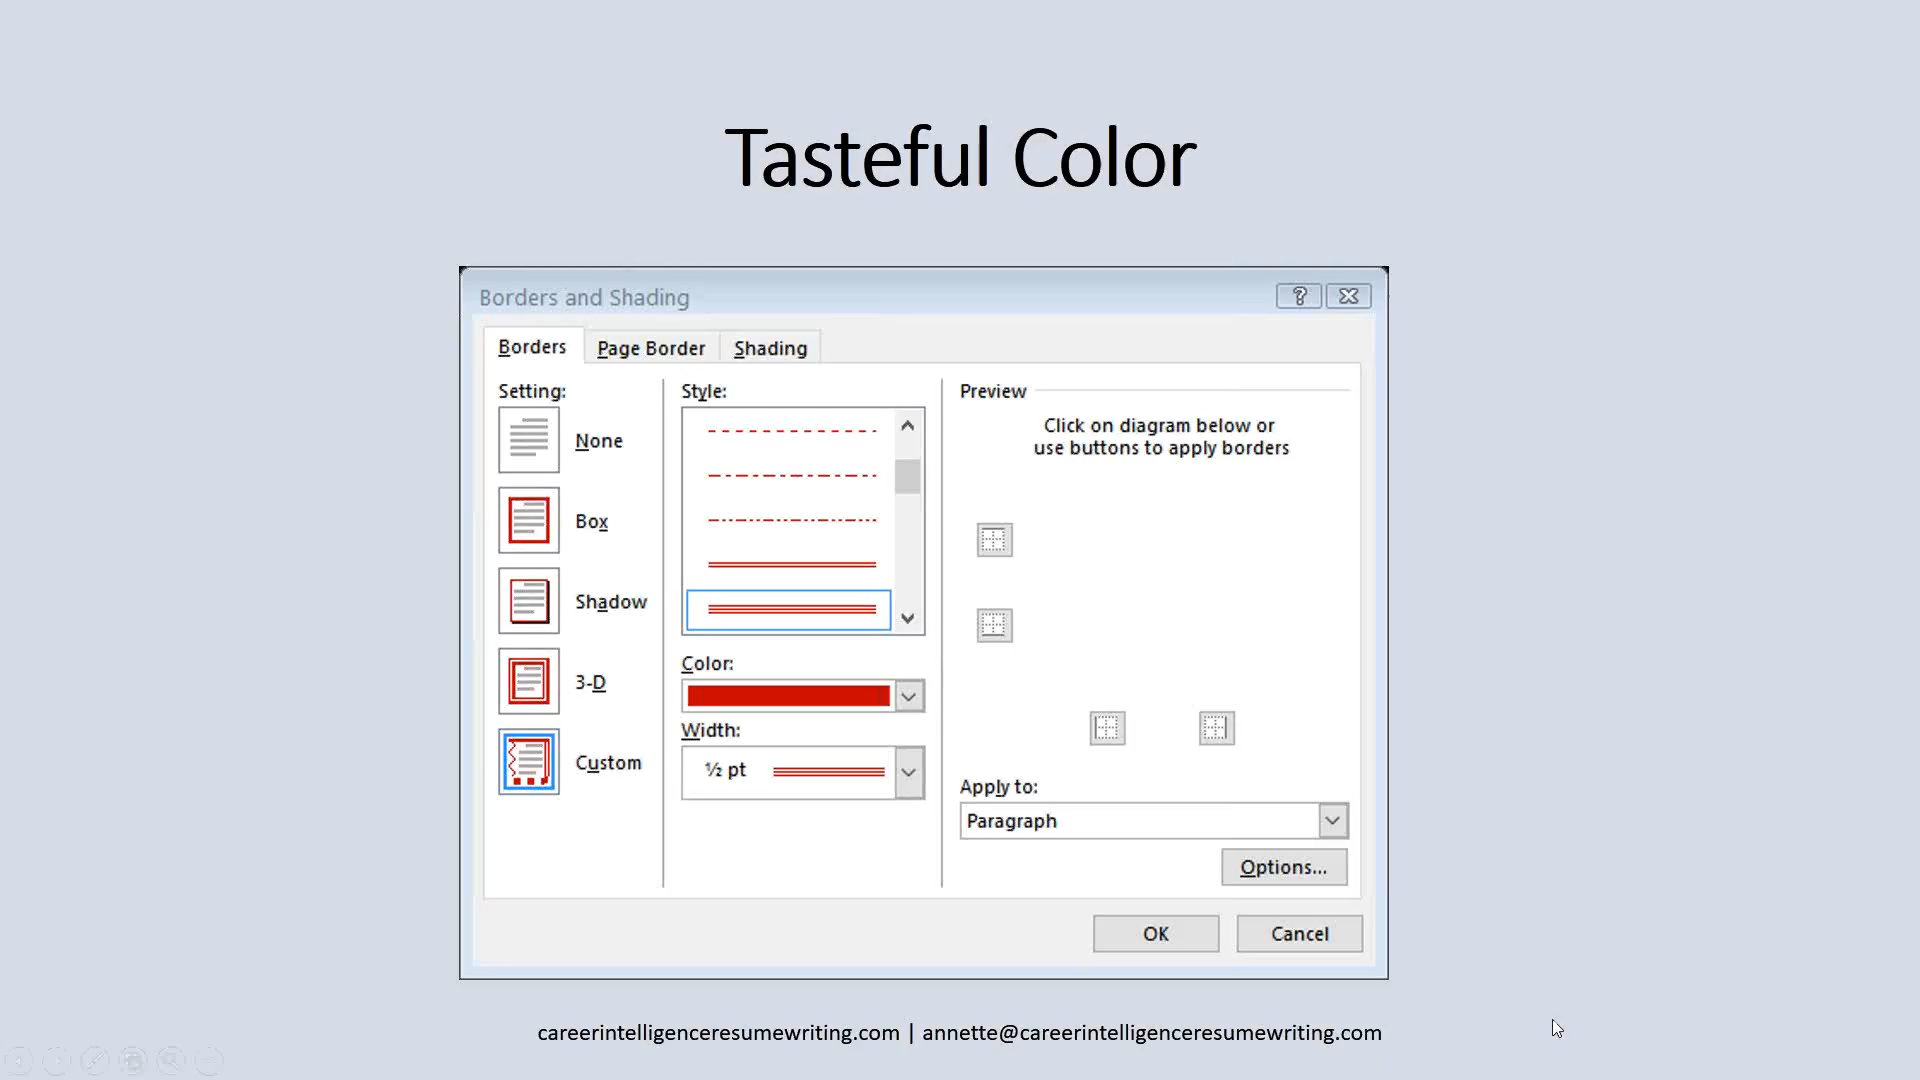 Tasteful Color
Borders and Shading
Borders
Page Border
Shading
Setting:
None
Box
Shadow
3-D
Custom
Style:
Color:
Width:
½ pt
Preview
Click on diagram below or
use buttons to apply borders
Apply to:
Paragraph
Options...
OK
Cancel
careerintelligenceresumewriting.com | annette@careerintelligenceresumewriting.com